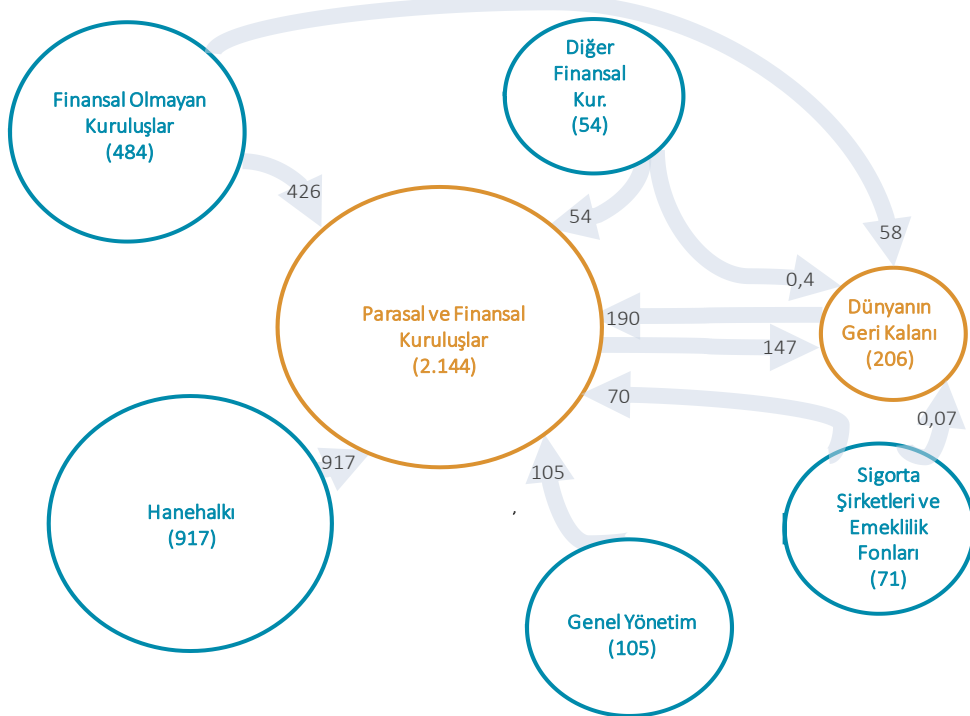 Finansal Olmayan
Kuruluşlar
(484)
Diğer
Finansal
Kur.
(54)
426
54
58
0,4
Parasal ve Finansal
Kuruluşlar
(2.144)
190
147
70
Dünyanın
Geri Kalanı
(206)
0,07
917
105
Hanehalkı
(917)
,
Sigorta
Şirketleri ve
Emeklilik
Fonları
(71)
Genel Yönetim
(105)